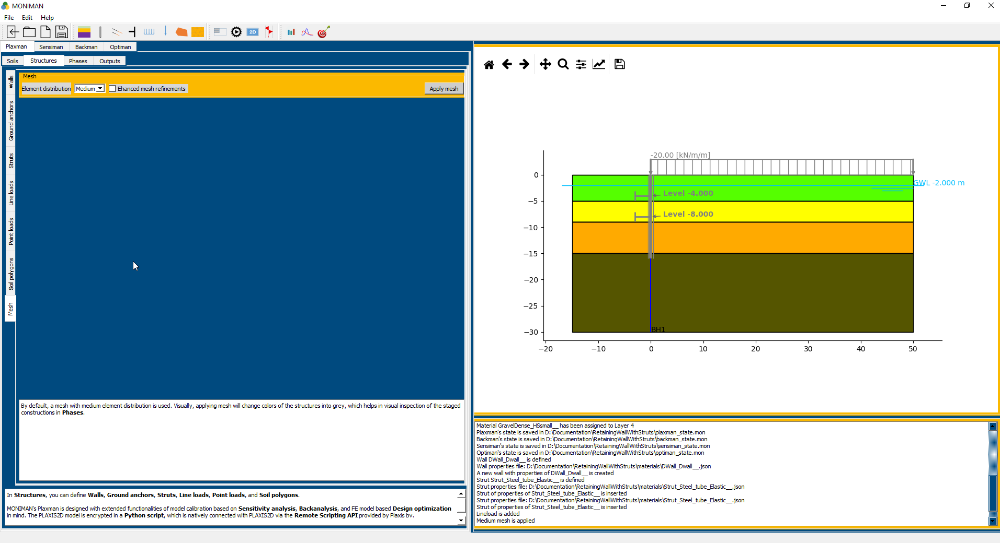 MONIMAN
File Edit Help
2D
Plaxman Sensiman Backman Optiman
Soils Structures Phases Outputs
Walls
Ground anchors
Struts
Line loads
Point loads
Soil polygons
Mesh
Mesh
Element distribution Medium Ehanced mesh refinements Apply mesh
By default, a mesh with medium element distribution is used. Visually, applying mesh will change colors of the structures into grey, which helps in visual inspection of the staged
constructions in Phases.
In Structures, you can define Walls, Ground anchors, Struts, Line loads, Point loads, and Soil polygons.
MONIMAN's Plaxman is designed with extended functionalities of model calibration based on Sensitivity analysis, Backanalysis, and FE model based Design optimization
in mind. The PLAXIS2D model is encrypted in a Python script, which is natively connected with PLAXIS2D via the Remote Scripting API provided by Plaxis bv.
-20.00 [kN/m/m]
GWL -2.000 m
Level -4.000
Level -8.000
BH1
0
−5
−10
−15
−20
−25
−30
−20 −10 0 10 20 30 40 50
Material GravelDense_HSsmall__ has been assigned to Layer 4
Plaxman's state is saved in D:\Documentation\RetainingWallWithStruts\plaxman_state.mon
Backman's state is saved in D:\Documentation\RetainingWallWithStruts\backman_state.mon
Sensiman's state is saved in D:\Documentation\RetainingWallWithStruts\sensiman_state.mon
Optiman's state is saved in D:\Documentation\RetainingWallWithStruts\optiman_state.mon
Wall DWall_Dwall__ is defined
Wall properties file: D:\Documentation\RetainingWallWithStruts\materials\DWall_Dwall__.json
A new wall with properties of DWall_Dwall__ is created
Strut Strut_Steel_tube_Elastic__ is defined
Strut properties file: D:\Documentation\RetainingWallWithStruts\materials\Strut_Steel_tube_Elastic__.json
Strut of properties of Strut_Steel_tube_Elastic__ is inserted
Strut properties file: D:\Documentation\RetainingWallWithStruts\materials\Strut_Steel_tube_Elastic__.json
Strut of properties of Strut_Steel_tube_Elastic__ is inserted
Lineload is added
Medium mesh is applied